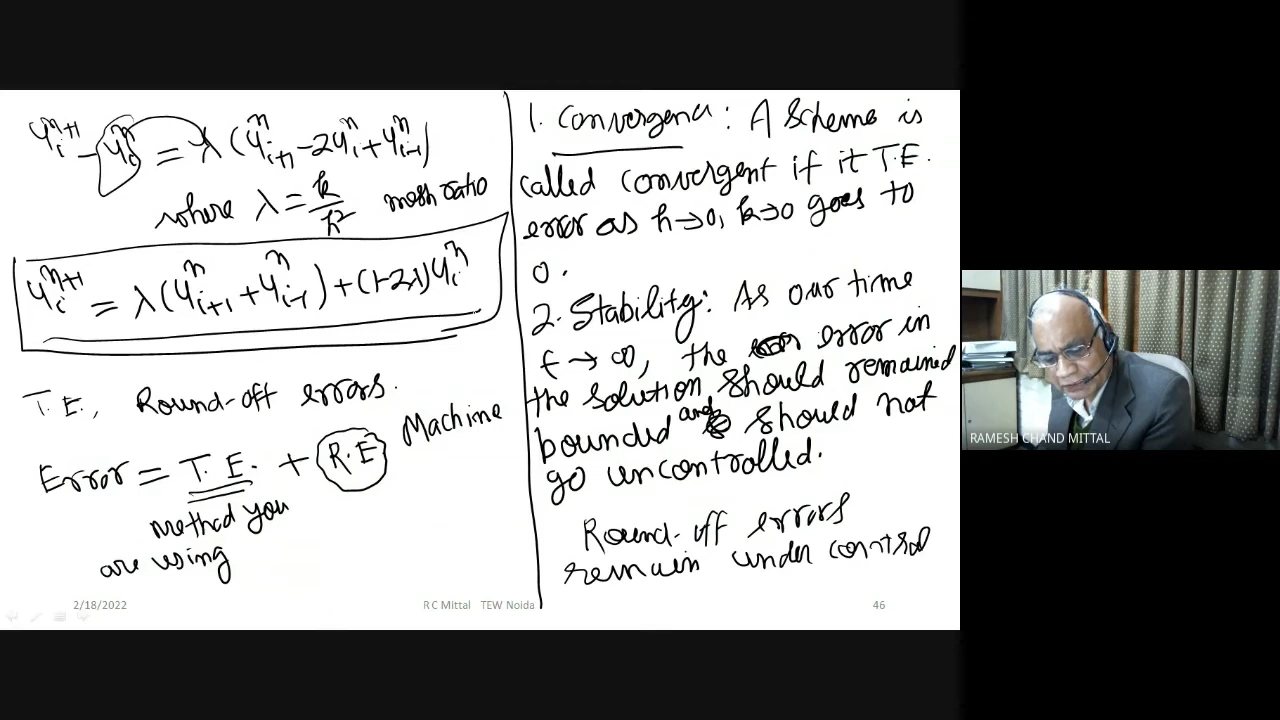 u_i^{n+1} - u_i^n = λ(u_{i+1}^n - 2u_i^n + u_{i-1}^n)
where λ = k/h² mesh ratio
u_i^{n+1} = λ(u_{i+1}^n + u_{i-1}^n) + (1-2λ)u_i^n
T.E., Round-off errors.
Error = T.E. + R.E Machine
method you
are using
1. Convergence: A scheme is
called convergent if it T.E.
error as h→0, k→0 goes to
0.
2. Stability: As our time
t→∞, the error in
the solution should remained
bounded and should not
go uncontrolled.
Round-off errors
remain under control
2/18/2022
R C Mittal TEW Noida
46
RAMESH CHAND MITTAL